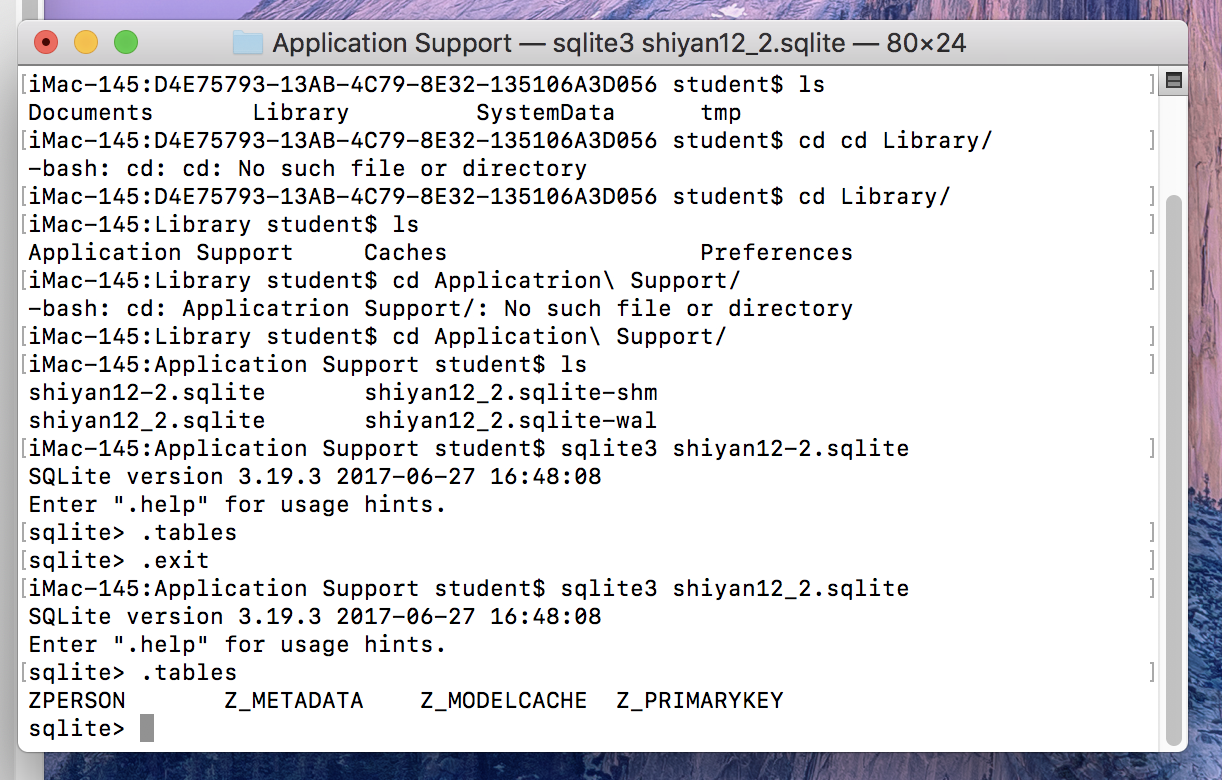 Application Support — sqlite3 shiyan12_2.sqlite — 80×24
[iMac-145:D4E75793-13AB-4C79-8E32-135106A3D056 student$ ls ]
Documents Library SystemData tmp
[iMac-145:D4E75793-13AB-4C79-8E32-135106A3D056 student$ cd cd Library/ ]
-bash: cd: cd: No such file or directory
[iMac-145:D4E75793-13AB-4C79-8E32-135106A3D056 student$ cd Library/ ]
[iMac-145:Library student$ ls ]
Application Support Caches Preferences
[iMac-145:Library student$ cd Applicatrion\ Support/ ]
-bash: cd: Applicatrion Support/: No such file or directory
[iMac-145:Library student$ cd Application\ Support/ ]
[iMac-145:Application Support student$ ls ]
shiyan12-2.sqlite shiyan12_2.sqlite-shm
shiyan12_2.sqlite shiyan12_2.sqlite-wal
[iMac-145:Application Support student$ sqlite3 shiyan12-2.sqlite ]
SQLite version 3.19.3 2017-06-27 16:48:08
Enter ".help" for usage hints.
[sqlite> .tables ]
[sqlite> .exit ]
[iMac-145:Application Support student$ sqlite3 shiyan12_2.sqlite ]
SQLite version 3.19.3 2017-06-27 16:48:08
Enter ".help" for usage hints.
[sqlite> .tables ]
ZPERSON Z_METADATA Z_MODELCACHE Z_PRIMARYKEY
sqlite>